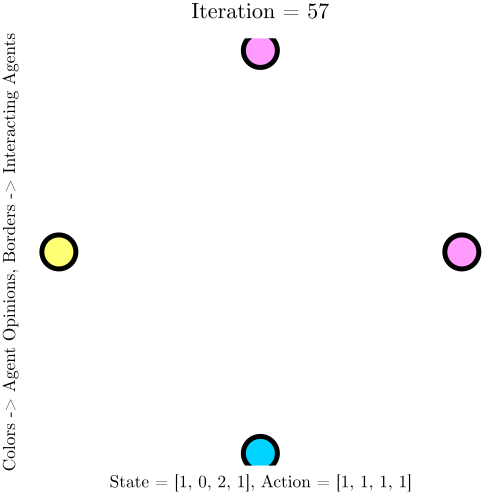 Iteration = 57
Colors -> Agent Opinions, Borders -> Interacting Agents
State = [1, 0, 2, 1], Action = [1, 1, 1, 1]